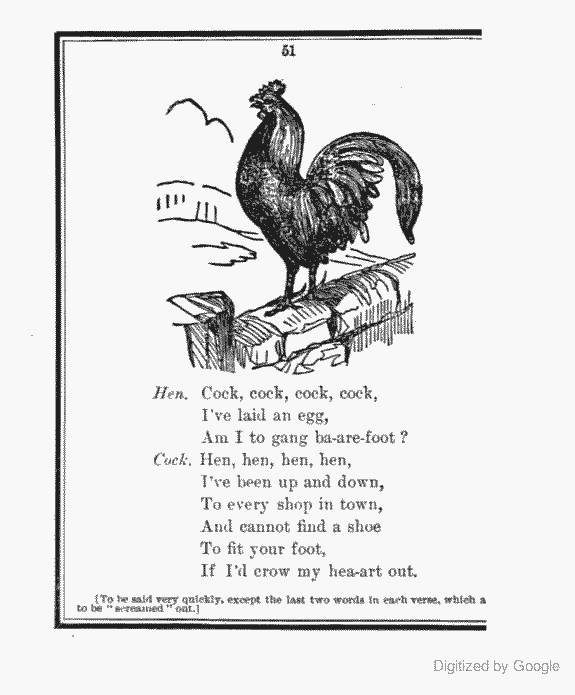 51
Hen. Cock, cock, cock, cock,
I've laid an egg,
Am I to gang ba-are-foot ?
Cock. Hen, hen, hen, hen,
I've been up and down,
To every shop in town,
And cannot find a shoe
To fit your foot,
If I'd crow my hea-art out.
[To be said very quickly, except the last two words in each verse, which a
to be "screamed" out.]
Digitized by Google